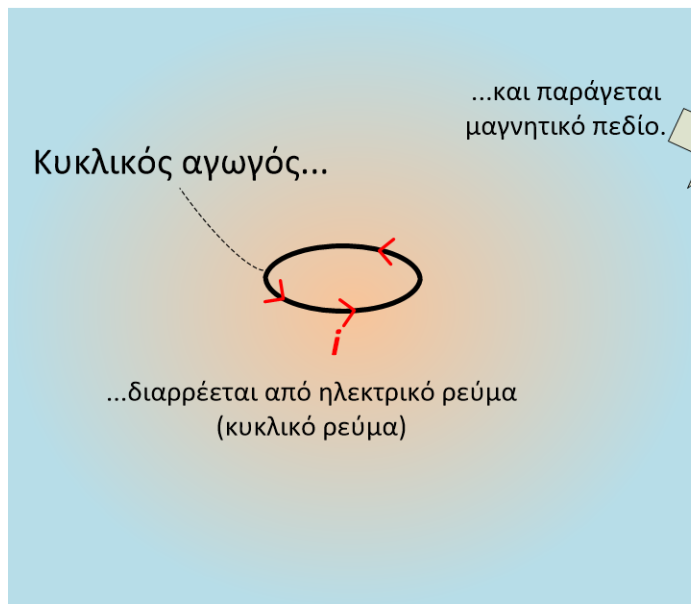 ...και παράγεται
μαγνητικό πεδίο.
Κυκλικός αγωγός...
i
...διαρρέεται από ηλεκτρικό ρεύμα
(κυκλικό ρεύμα)